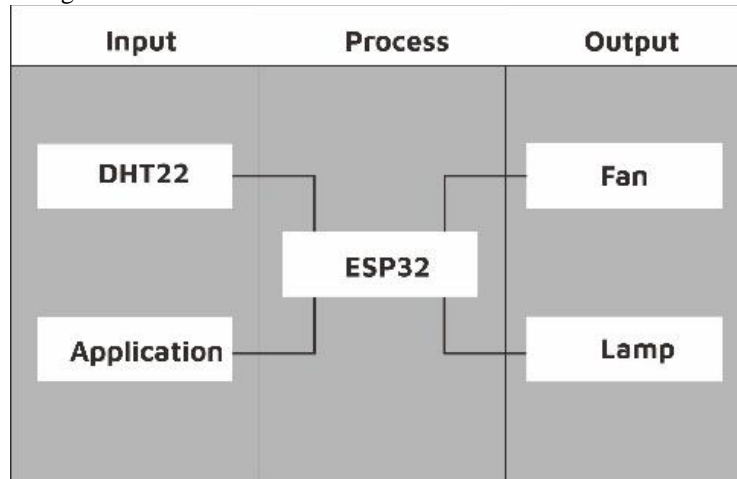 Input Process Output
DHT22 Fan
ESP32
Application Lamp